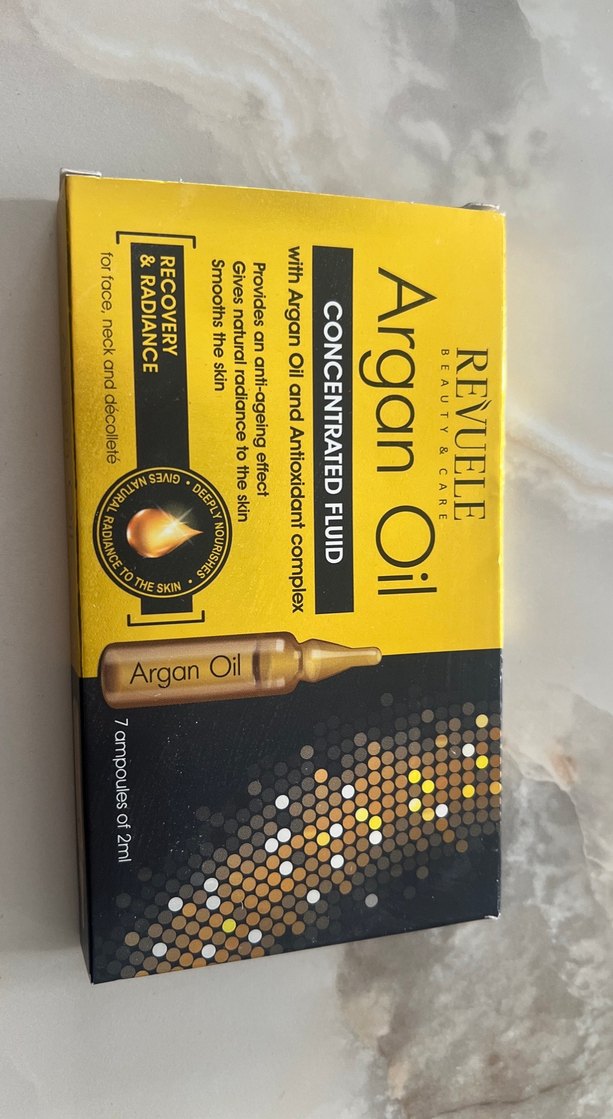 REVUELE
BEAUTY & CARE
Argan Oil
CONCENTRATED FLUID
with Argan Oil and Antioxidant complex
Provides an anti-ageing effect
Gives natural radiance to the skin
Smooths the skin
RECOVERY
& RADIANCE
for face, neck and décolleté
• DEEPLY NOURISHES •
GIVES NATURAL RADIANCE TO THE SKIN
Argan Oil
7 ampoules of 2ml